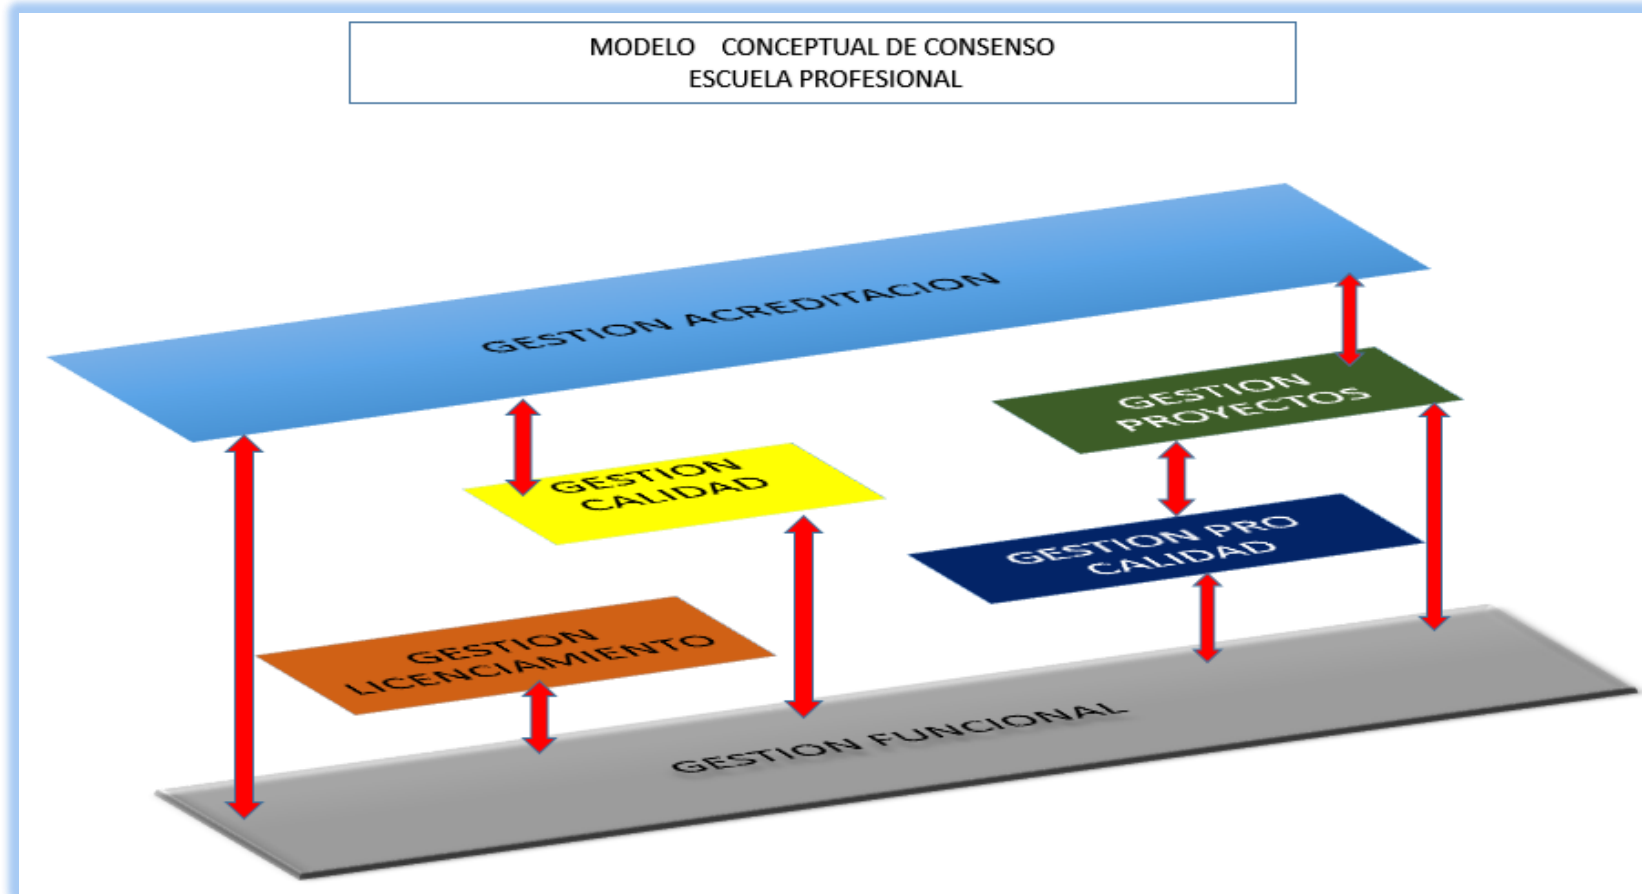 MODELO CONCEPTUAL DE CONSENSO
ESCUELA PROFESIONAL
GESTION ACREDITACION
GESTION
PROYECTOS
GESTION
CALIDAD
GESTION PRO
CALIDAD
GESTION
LICENCIAMIENTO
GESTION FUNCIONAL